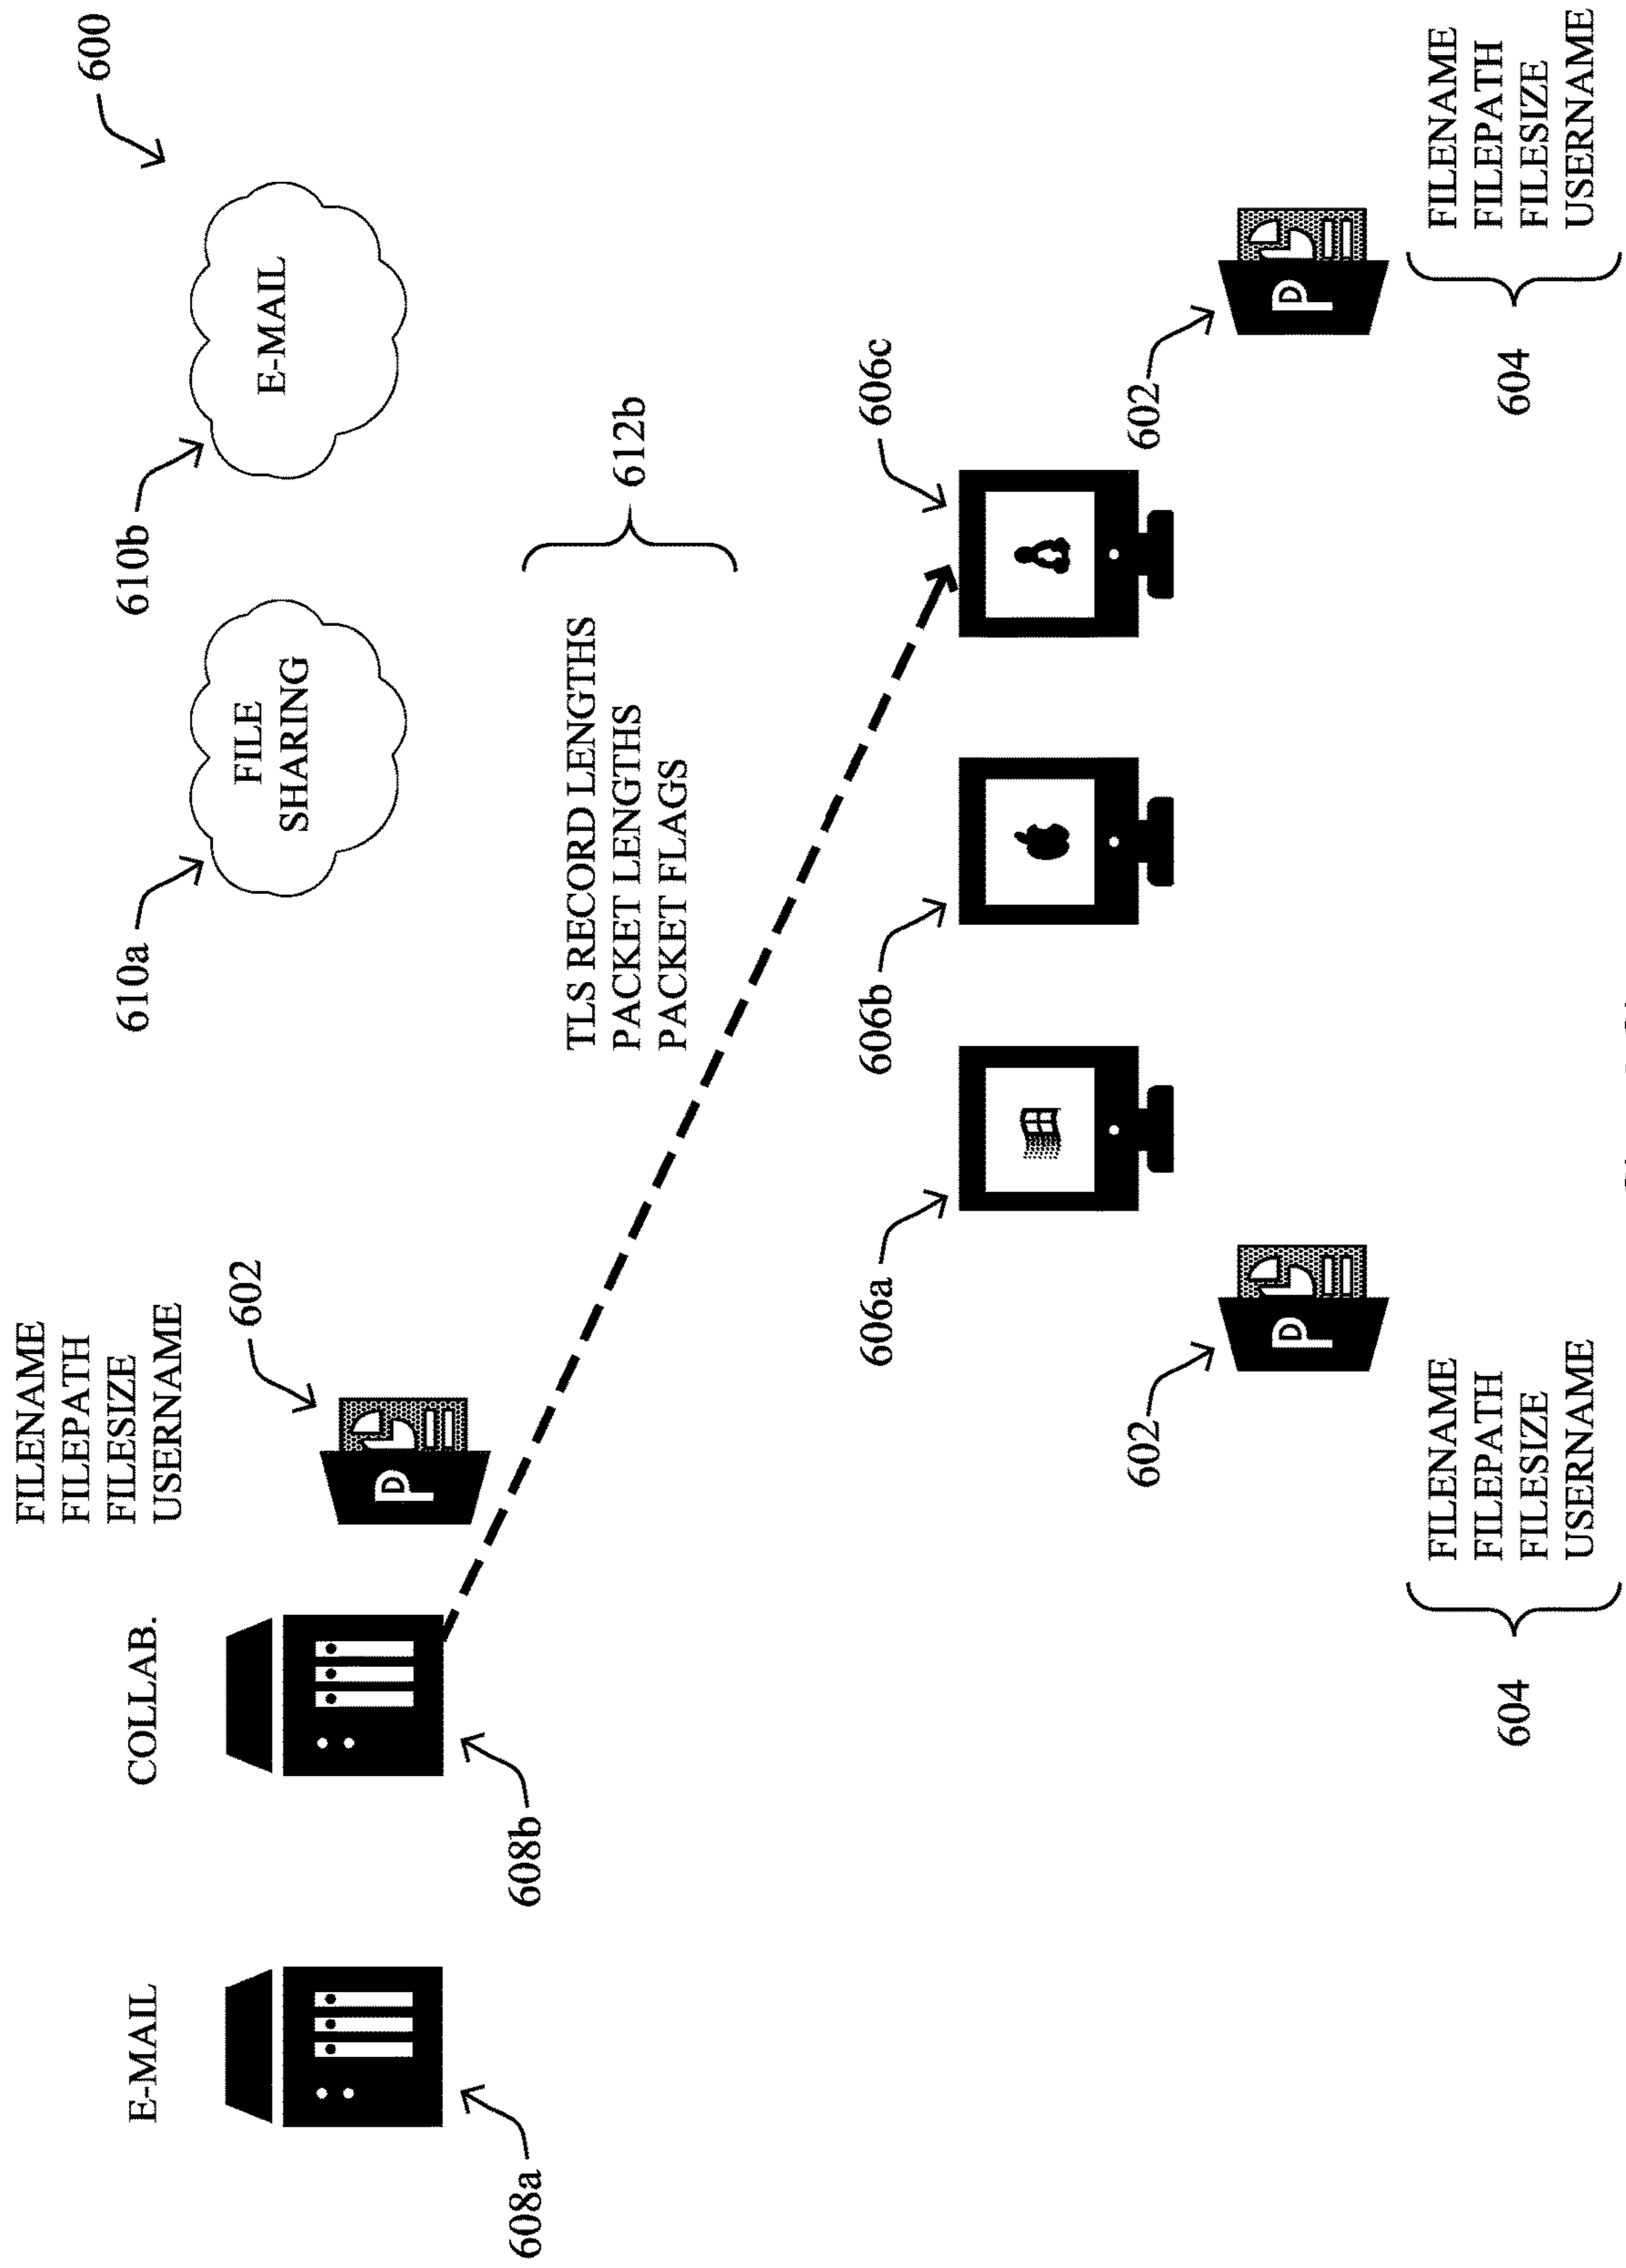 600
FILENAME
FILEPATH
FILESIZE
USERNAME
E-MAIL
COLLAB.
602
610a
610b
FILE
SHARING
E-MAIL
P
608a
608b
TLS RECORD LENGTHS
PACKET LENGTHS
PACKET FLAGS
612b
606a
606b
606c
602
602
P
P
FILENAME
FILEPATH
FILESIZE
USERNAME
604
FILENAME
FILEPATH
FILESIZE
USERNAME
604